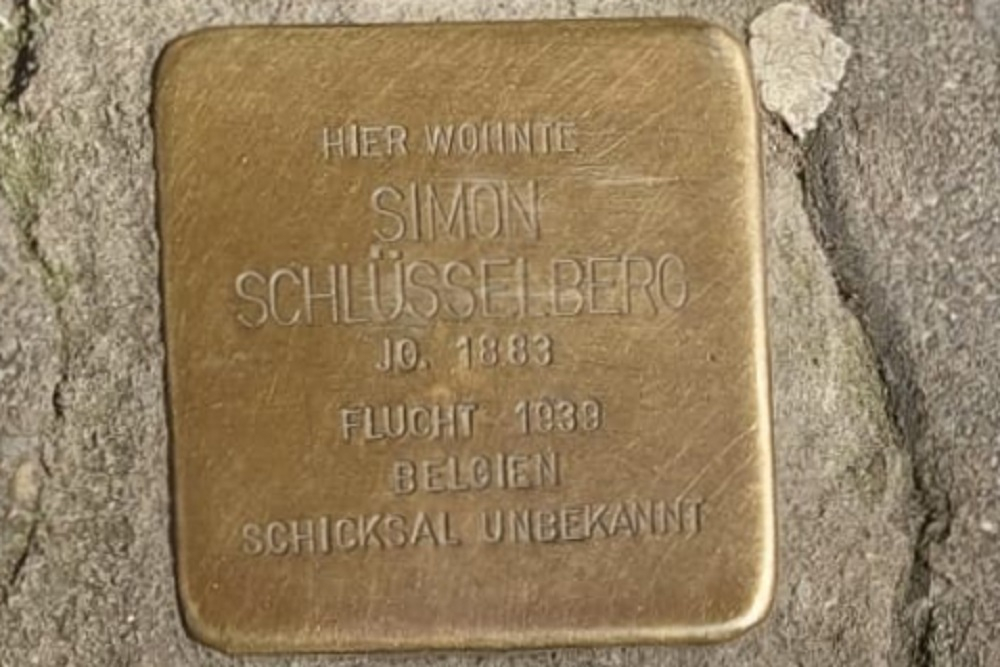 HIER WOHNTE
SIMON
SCHLÜSSELBERG
JG. 1883
FLUCHT 1939
BELGIEN
SCHICKSAL UNBEKANNT